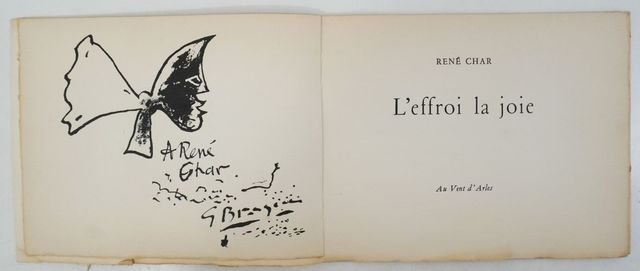 A René
Char.
G Braque
RENÉ CHAR
L'effroi la joie
Au Vent d'Arles